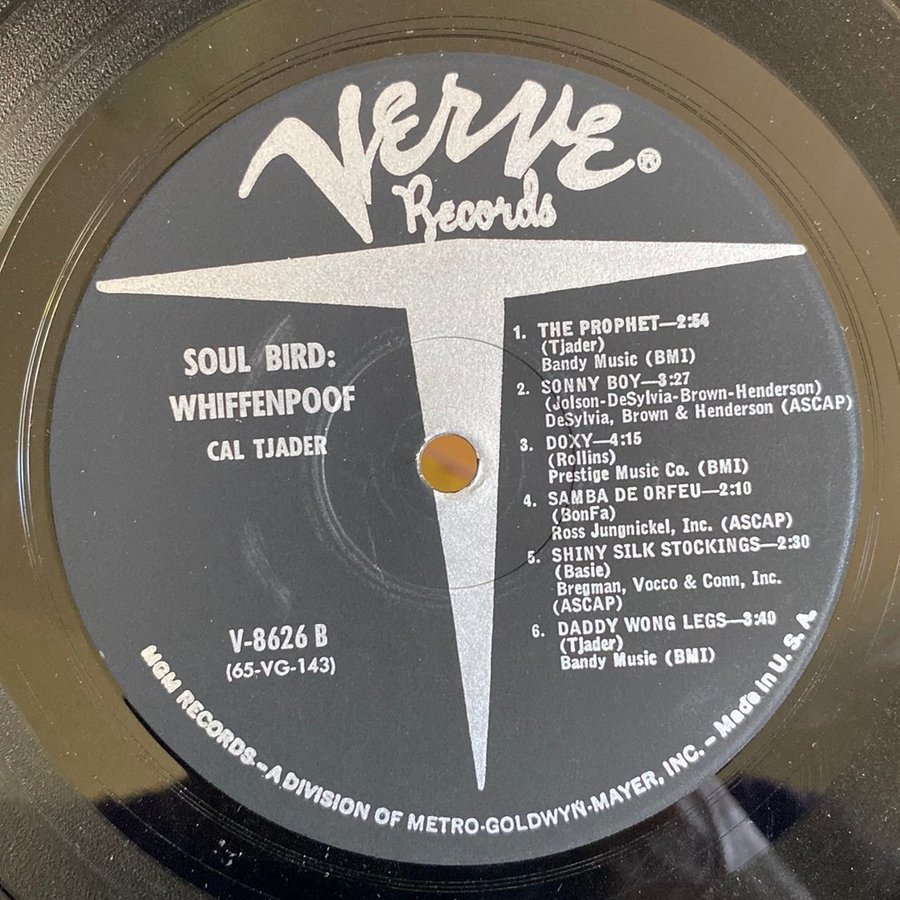 Verve®
Records
SOUL BIRD:
WHIFFENPOOF
CAL TJADER
V-8626 B
(65-VG-143)
1. THE PROPHET—2:54
(Tjader)
Bandy Music (BMI)
2. SONNY BOY—3:27
(Jolson-DeSylvia-Brown-Henderson)
DeSylvia, Brown & Henderson (ASCAP)
3. DOXY—4:15
(Rollins)
Prestige Music Co. (BMI)
4. SAMBA DE ORFEU—2:10
(BonFa)
Ross Jungnickel, Inc. (ASCAP)
5. SHINY SILK STOCKINGS—2:30
(Basie)
Bregman, Vocco & Conn, Inc.
(ASCAP)
6. DADDY WONG LEGS—3:40
(Tjader)
Bandy Music (BMI)
MGM RECORDS – A DIVISION OF METRO-GOLDWYN-MAYER, INC. – Made in U. S. A.